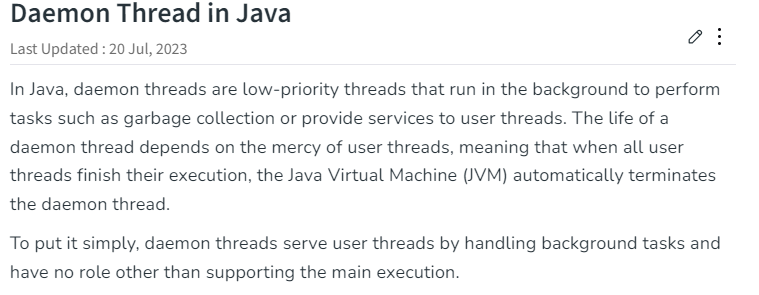 Daemon Thread in Java
Last Updated : 20 Jul, 2023
In Java, daemon threads are low-priority threads that run in the background to perform
tasks such as garbage collection or provide services to user threads. The life of a
daemon thread depends on the mercy of user threads, meaning that when all user
threads finish their execution, the Java Virtual Machine (JVM) automatically terminates
the daemon thread.
To put it simply, daemon threads serve user threads by handling background tasks and
have no role other than supporting the main execution.